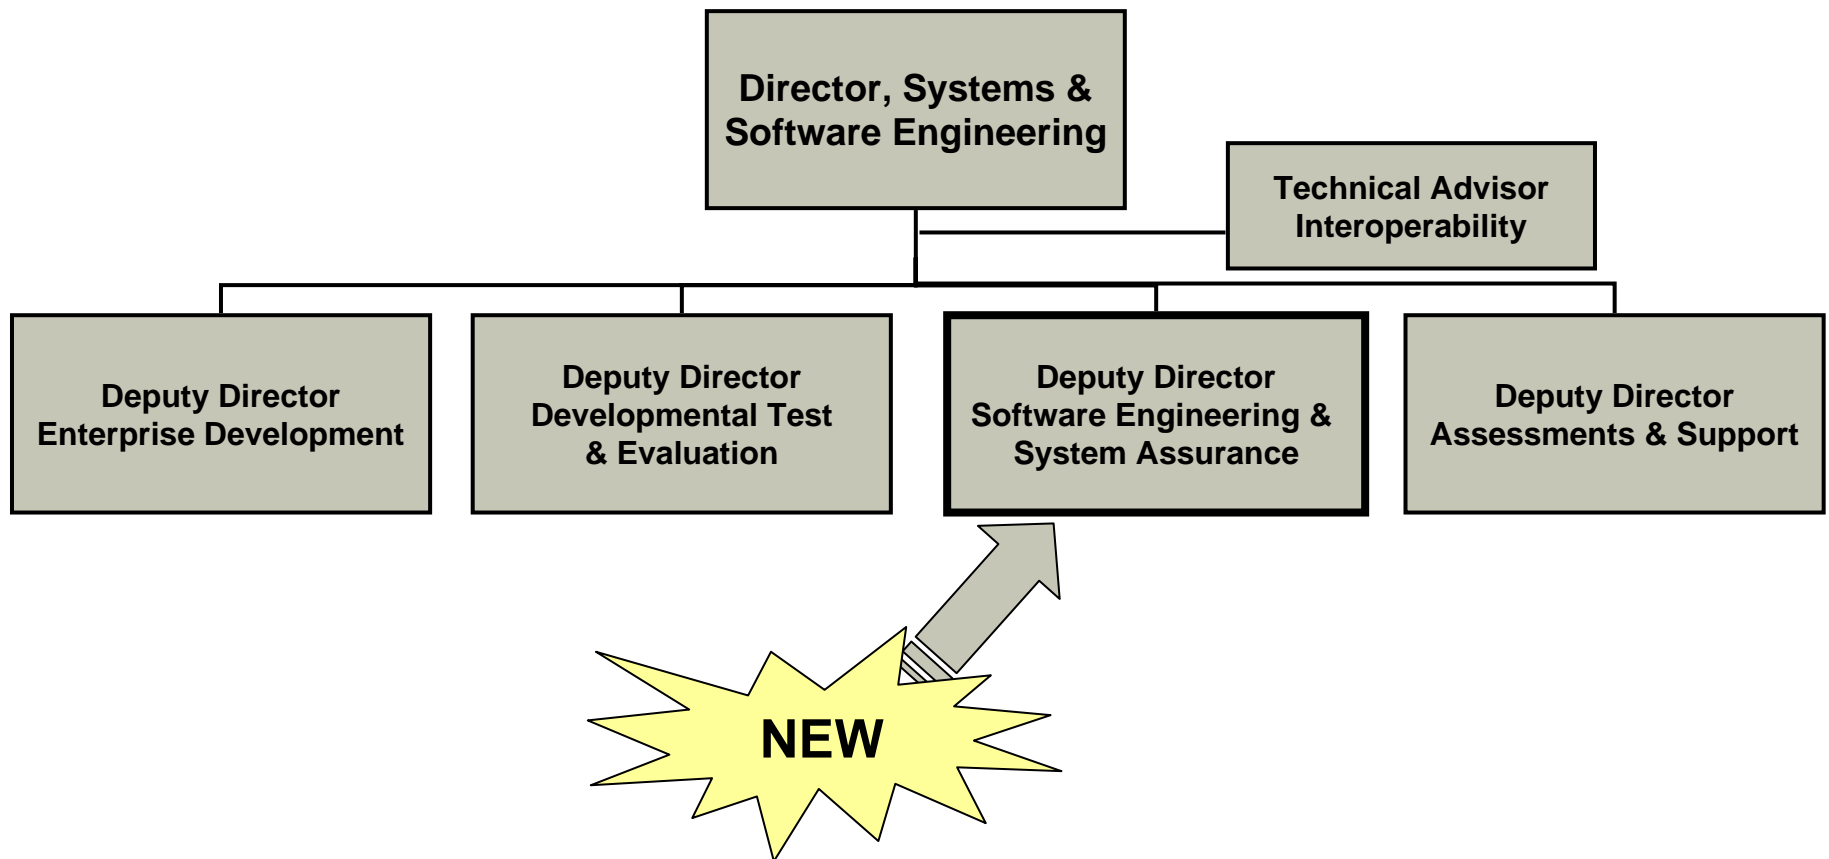 Director, Systems &
Software Engineering
Technical Advisor
Interoperability
Deputy Director
Enterprise Development
Deputy Director
Developmental Test
& Evaluation
Deputy Director
Software Engineering &
System Assurance
Deputy Director
Assessments & Support
NEW